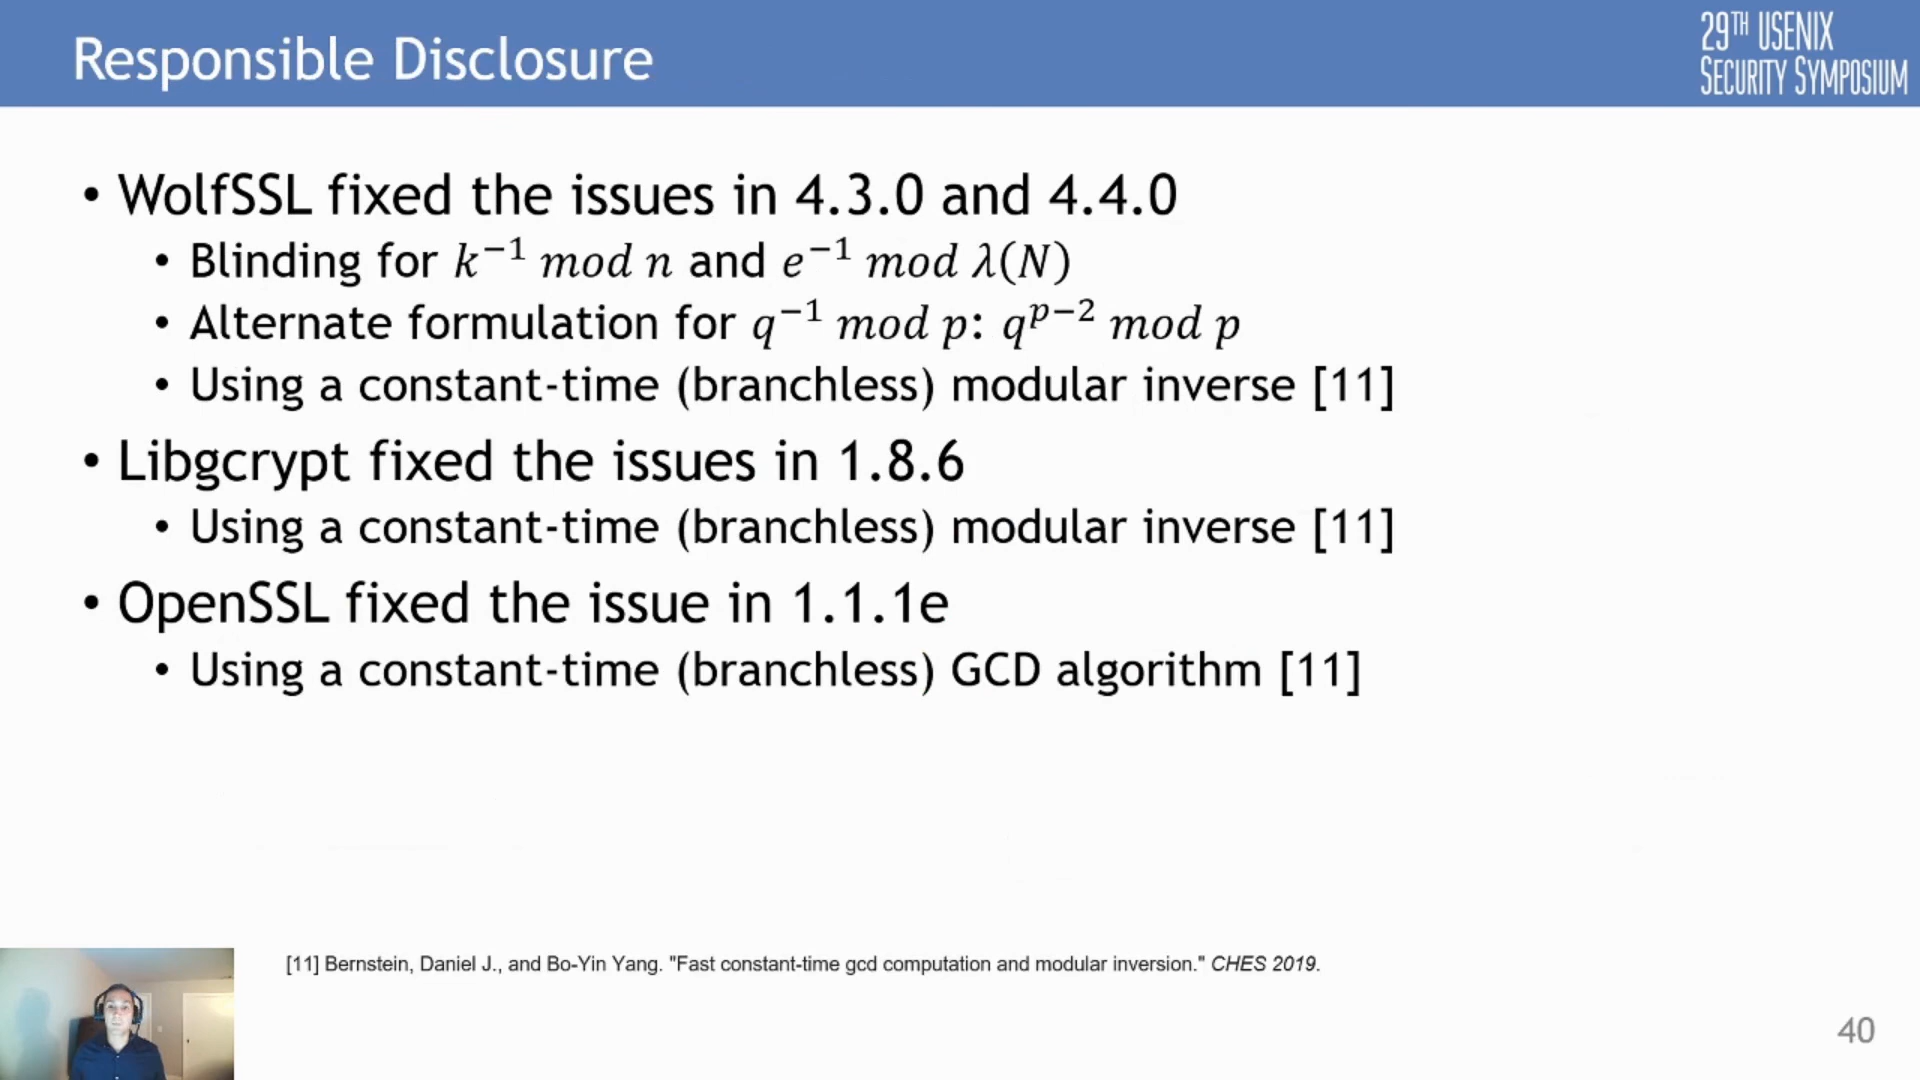 Responsible Disclosure
29TH USENIX
SECURITY SYMPOSIUM
• WolfSSL fixed the issues in 4.3.0 and 4.4.0
• Blinding for k⁻¹ mod n and e⁻¹ mod λ(N)
• Alternate formulation for q⁻¹ mod p: qᵖ⁻² mod p
• Using a constant-time (branchless) modular inverse [11]
• Libgcrypt fixed the issues in 1.8.6
• Using a constant-time (branchless) modular inverse [11]
• OpenSSL fixed the issue in 1.1.1e
• Using a constant-time (branchless) GCD algorithm [11]
[11] Bernstein, Daniel J., and Bo-Yin Yang. "Fast constant-time gcd computation and modular inversion." CHES 2019.
40